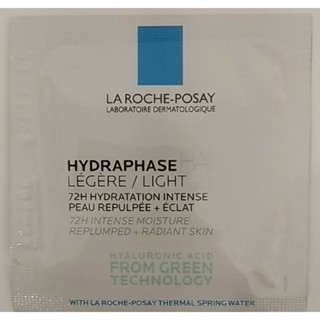 LA ROCHE-POSAY
LABORATOIRE DERMATOLOGIQUE
HYDRAPHASE HA
LÉGÈRE / LIGHT
72H HYDRATATION INTENSE
PEAU REPULPÉE + ÉCLAT
72H INTENSE MOISTURE
REPLUMPED + RADIANT SKIN
HYALURONIC ACID
FROM GREEN
TECHNOLOGY
WITH LA ROCHE-POSAY THERMAL SPRING WATER